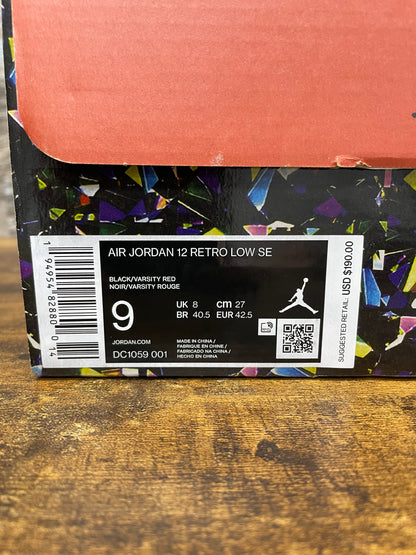 AIR JORDAN 12 RETRO LOW SE
BLACK/VARSITY RED
NOIR/VARSITY ROUGE
9
UK 8 cm 27
BR 40.5 EUR 42.5
JORDAN.COM
DC1059 001
MADE IN CHINA /
FABRIQUE EN CHINE /
FABRICADO NA CHINA /
HECHO EN CHINA
SUGGESTED RETAIL: USD $190.00
1 94954 82880 0 14